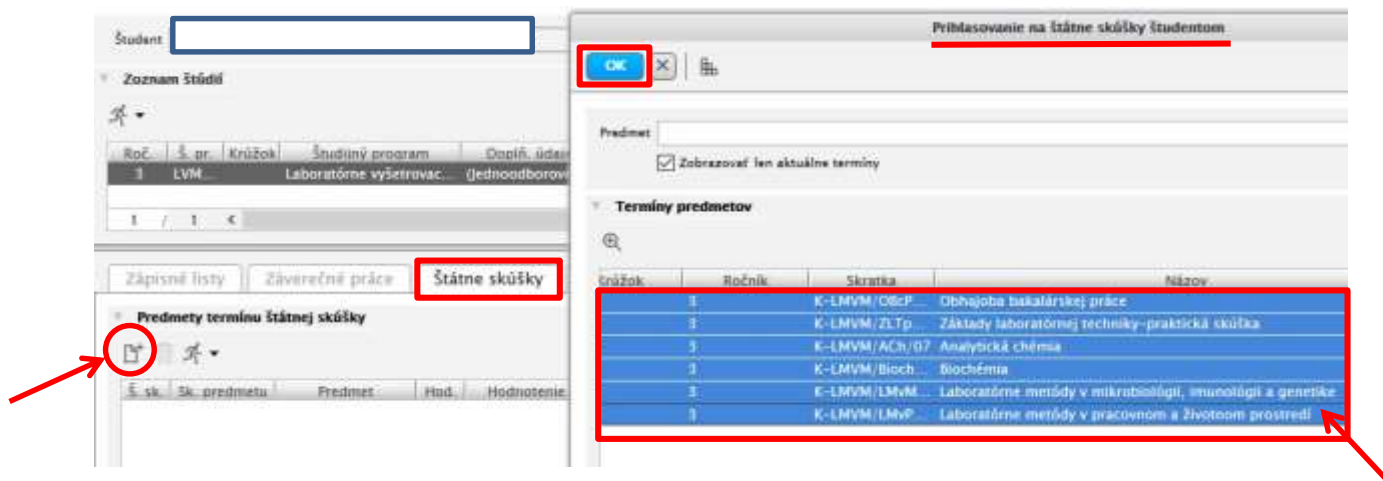 Študent
Zoznam štúdií
Roč. Š. pr. Krúžok Študijný program Doplň. údaje
3 LVM... Laboratórne vyšetrovac... (Jednoodborov
1 / 1
Zápisné listy Záverečné práce Štátne skúšky
Predmety termínu štátnej skúšky
Š. sk. Sk. predmetu Predmet Hod. Hodnotenie
Prihlasovanie na štátne skúšky študentom
OK
Predmet
Zobrazovať len aktuálne termíny
Termíny predmetov
krúžok Ročník Skratka Názov
3 K-LMVM/OBcP... Obhajoba bakalárskej práce
3 K-LMVM/ZLTp... Základy laboratórnej techniky-praktická skúška
3 K-LMVM/ACh/07 Analytická chémia
3 K-LMVM/Bioch... Biochémia
3 K-LMVM/LMvM... Laboratórne metódy v mikrobiológii, imunológii a genetike
3 K-LMVM/LMvP... Laboratórne metódy v pracovnom a životnom prostredí